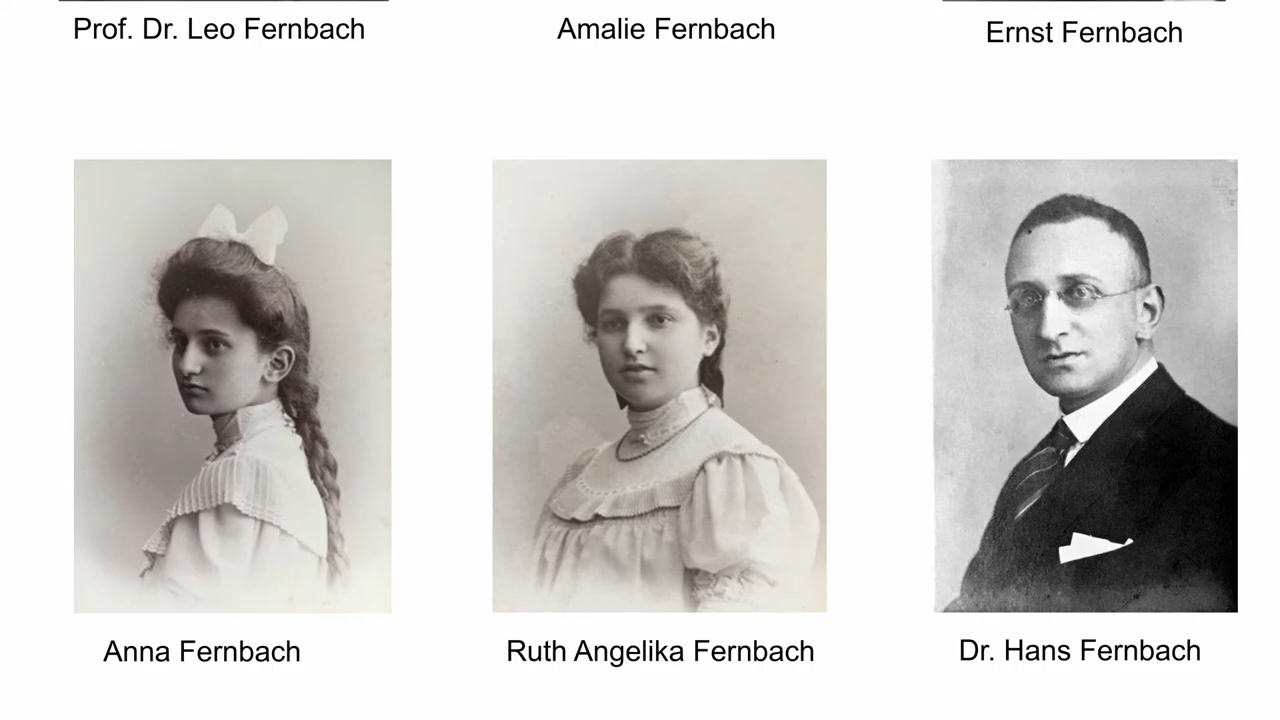 Prof. Dr. Leo Fernbach
Amalie Fernbach
Ernst Fernbach
Anna Fernbach
Ruth Angelika Fernbach
Dr. Hans Fernbach